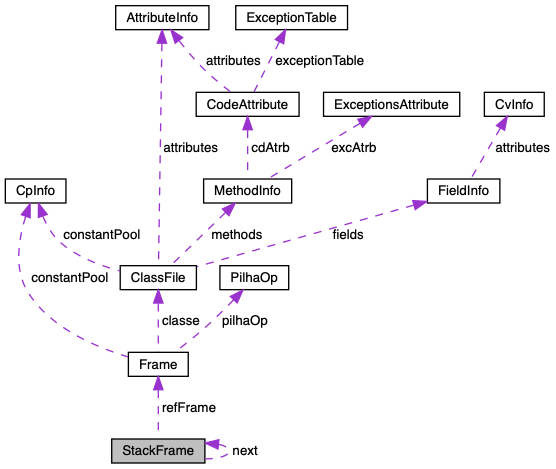 AttributeInfo
ExceptionTable
attributes
exceptionTable
CodeAttribute
ExceptionsAttribute
CvInfo
attributes
cdAtrb
excAtrb
attributes
CpInfo
MethodInfo
FieldInfo
constantPool
methods
fields
constantPool
ClassFile
PilhaOp
classe
pilhaOp
Frame
refFrame
StackFrame
next